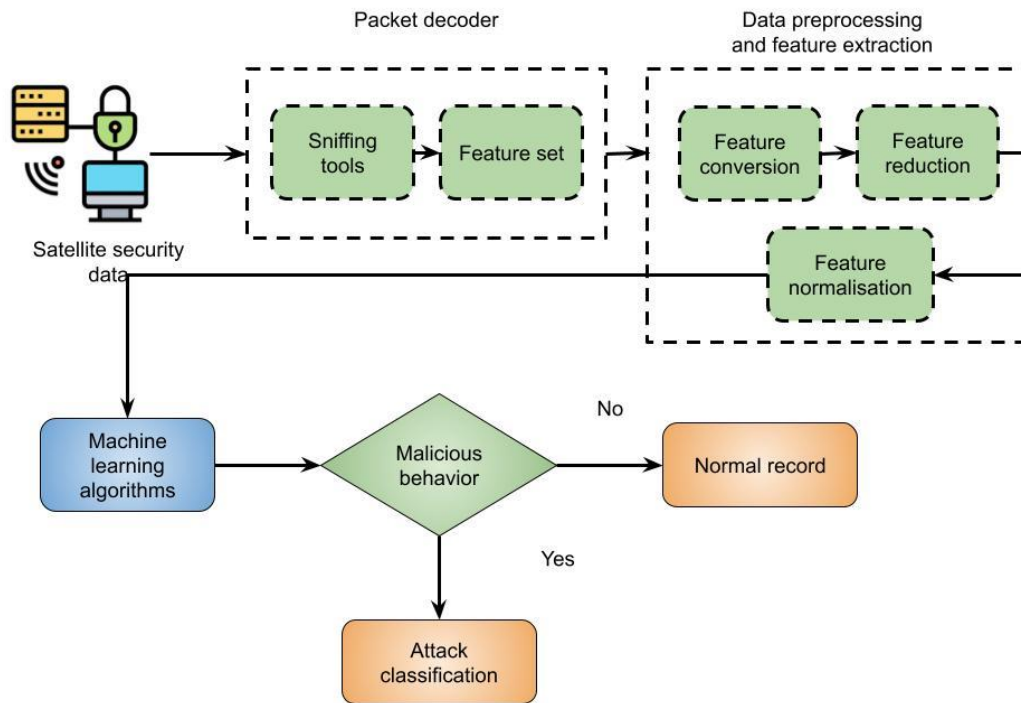 Packet decoder
Data preprocessing
and feature extraction
Sniffing
tools
Feature set
Feature
conversion
Feature
reduction
Satellite security
data
Feature
normalisation
Machine
learning
algorithms
Malicious
behavior
No
Normal record
Yes
Attack
classification